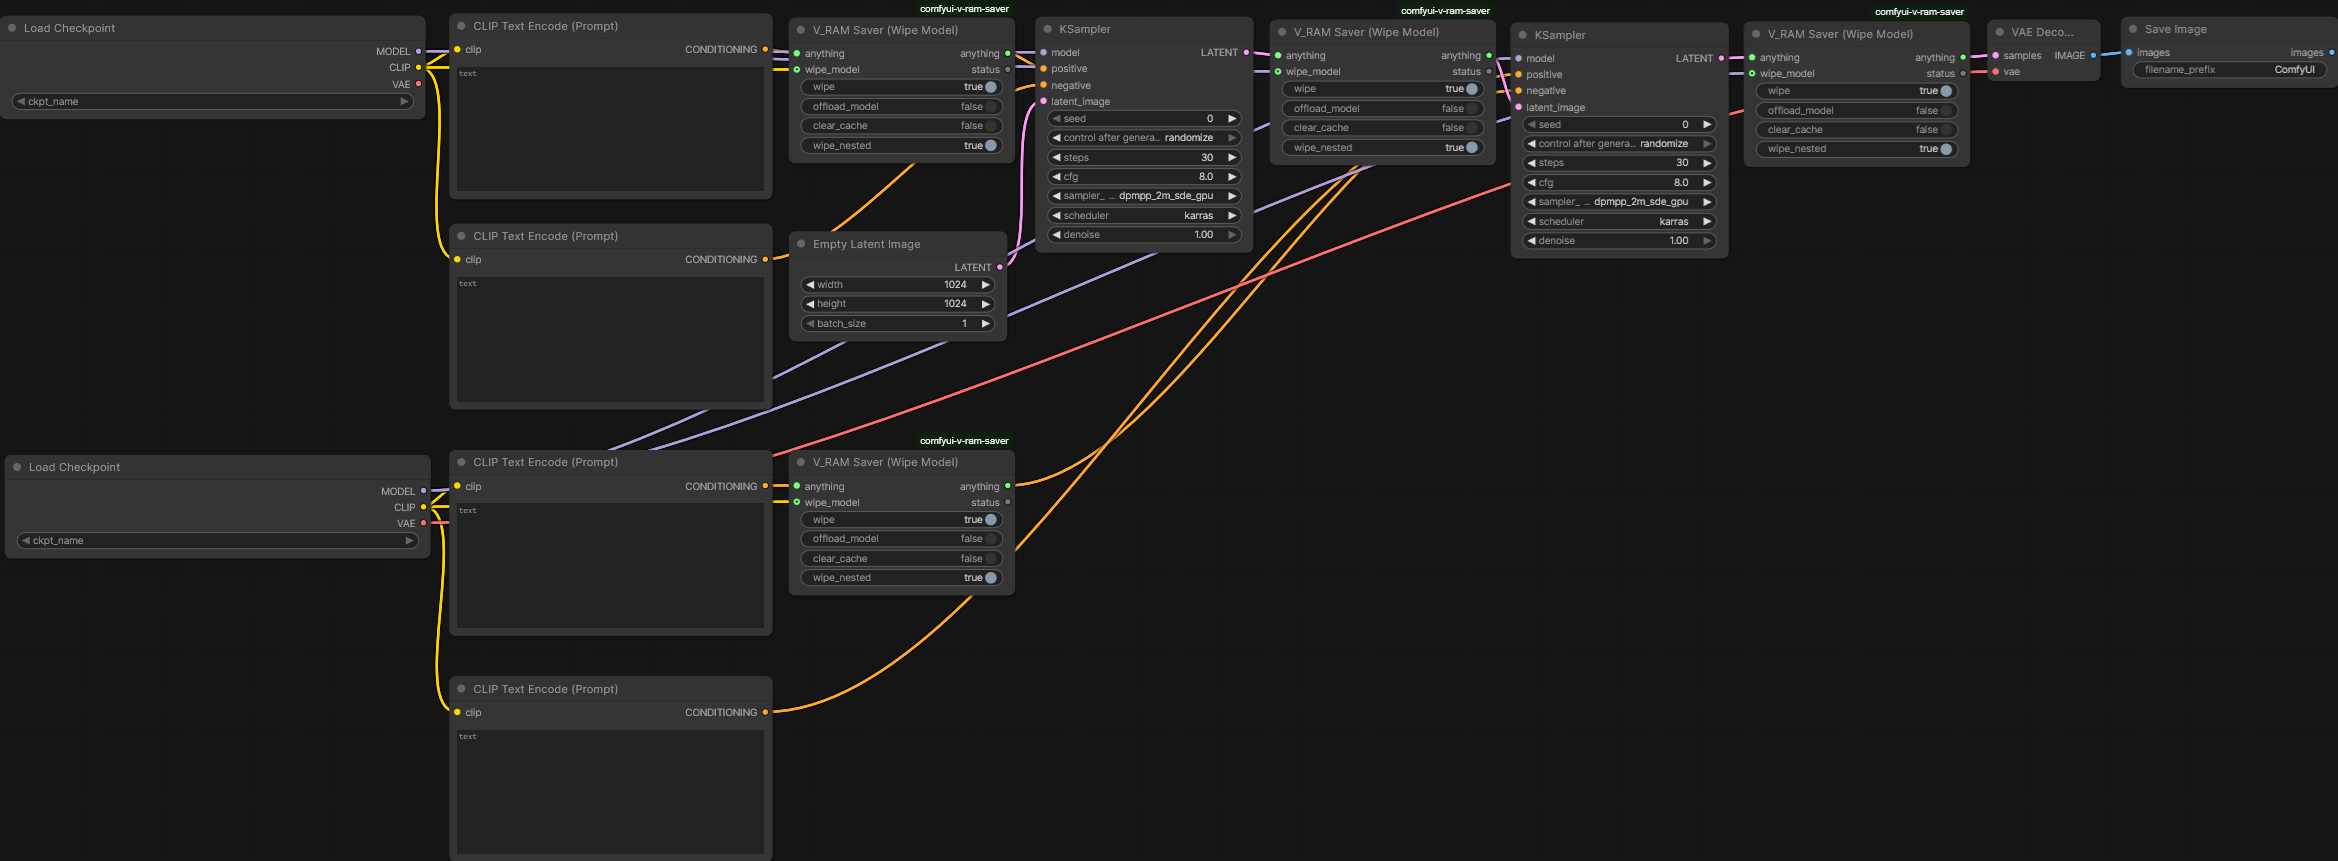 Load Checkpoint
MODEL
CLIP
VAE
ckpt_name
CLIP Text Encode (Prompt)
clip
CONDITIONING
text
CLIP Text Encode (Prompt)
clip
CONDITIONING
text
comfyui-v-ram-saver
V_RAM Saver (Wipe Model)
anything anything
wipe_model status
wipe true
offload_model false
clear_cache false
wipe_nested true
Empty Latent Image
LATENT
width 1024
height 1024
batch_size 1
KSampler
model LATENT
positive
negative
latent_image
seed 0
control after genera... randomize
steps 30
cfg 8.0
sampler_ ... dpmpp_2m_sde_gpu
scheduler karras
denoise 1.00
comfyui-v-ram-saver
V_RAM Saver (Wipe Model)
anything anything
wipe_model status
wipe true
offload_model false
clear_cache false
wipe_nested true
KSampler
model LATENT
positive
negative
latent_image
seed 0
control after genera... randomize
steps 30
cfg 8.0
sampler_ ... dpmpp_2m_sde_gpu
scheduler karras
denoise 1.00
comfyui-v-ram-saver
V_RAM Saver (Wipe Model)
anything anything
wipe_model status
wipe true
offload_model false
clear_cache false
wipe_nested true
VAE Deco...
samples IMAGE
vae
Save Image
images images
filename_prefix ComfyUI
Load Checkpoint
MODEL
CLIP
VAE
ckpt_name
CLIP Text Encode (Prompt)
clip CONDITIONING
text
comfyui-v-ram-saver
V_RAM Saver (Wipe Model)
anything anything
wipe_model status
wipe true
offload_model false
clear_cache false
wipe_nested true
CLIP Text Encode (Prompt)
clip CONDITIONING
text